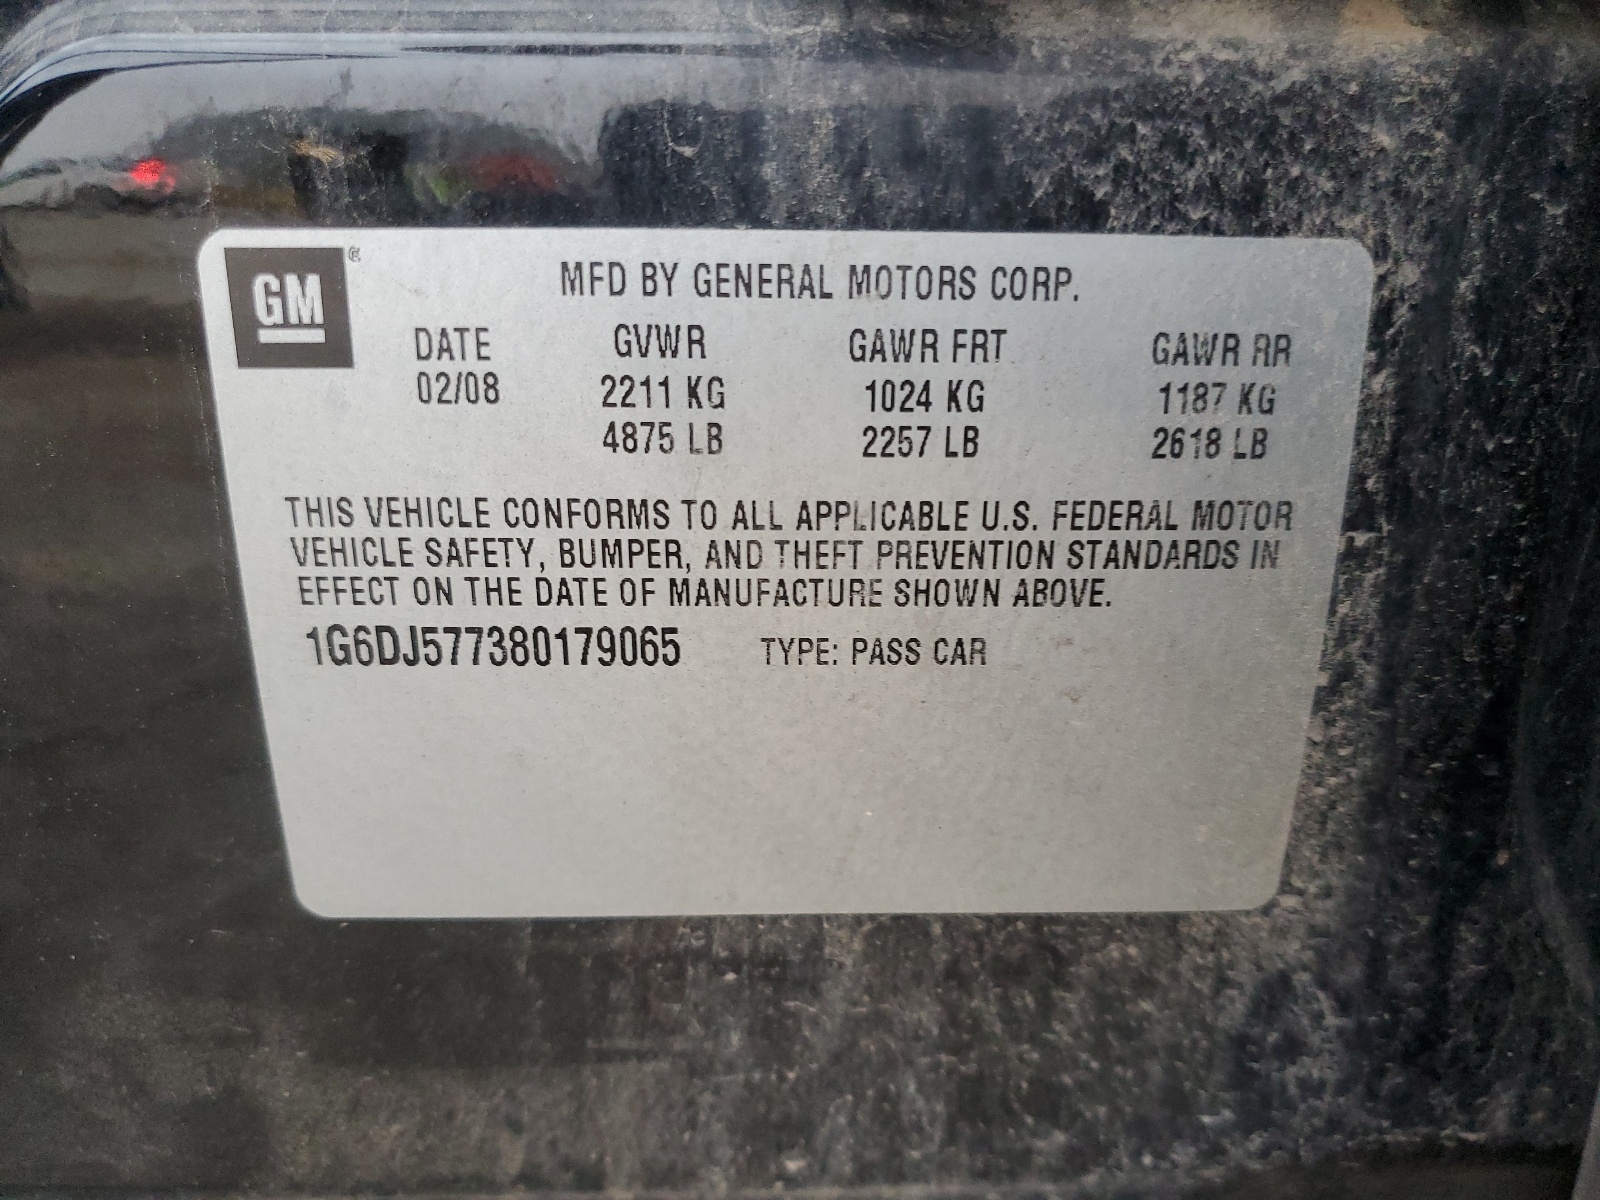 GM
MFD BY GENERAL MOTORS CORP.
DATE GVWR GAWR FRT GAWR RR
02/08 2211 KG 1024 KG 1187 KG
4875 LB 2257 LB 2618 LB
THIS VEHICLE CONFORMS TO ALL APPLICABLE U.S. FEDERAL MOTOR
VEHICLE SAFETY, BUMPER, AND THEFT PREVENTION STANDARDS IN
EFFECT ON THE DATE OF MANUFACTURE SHOWN ABOVE.
1G6DJ577380179065 TYPE: PASS CAR